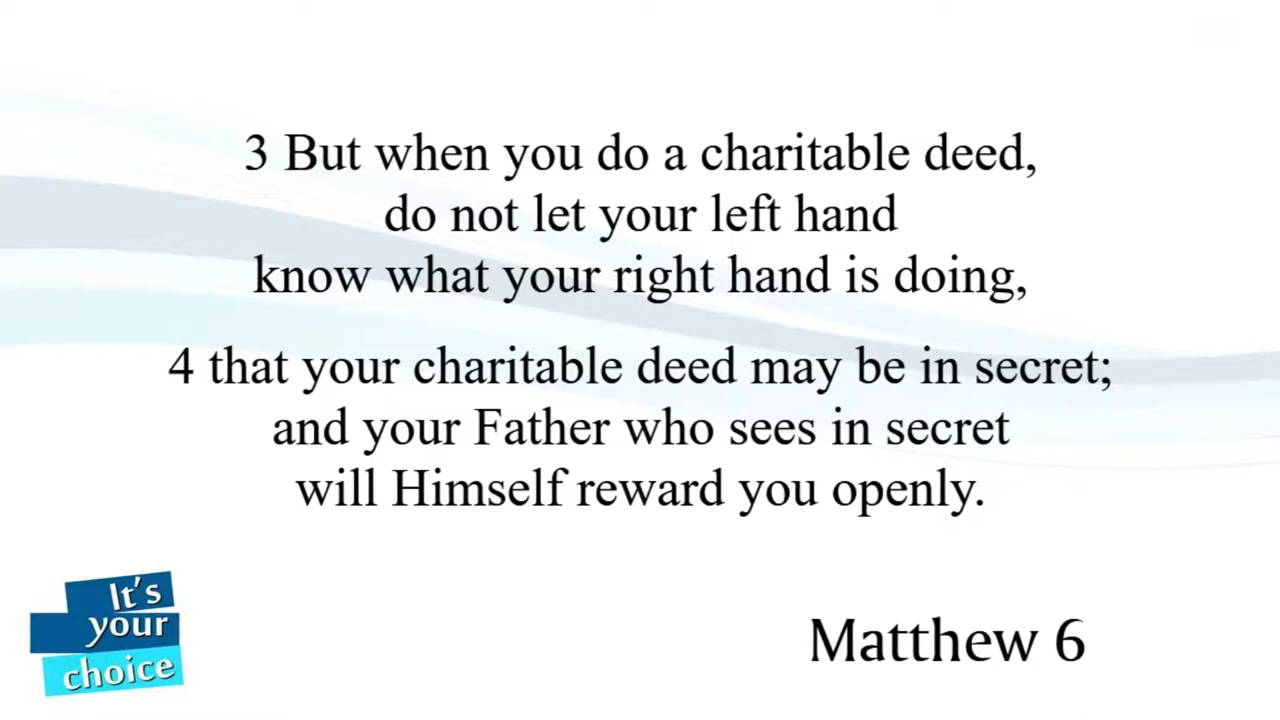 3 But when you do a charitable deed,
do not let your left hand
know what your right hand is doing,
4 that your charitable deed may be in secret;
and your Father who sees in secret
will Himself reward you openly.
It's
your
choice
Matthew 6